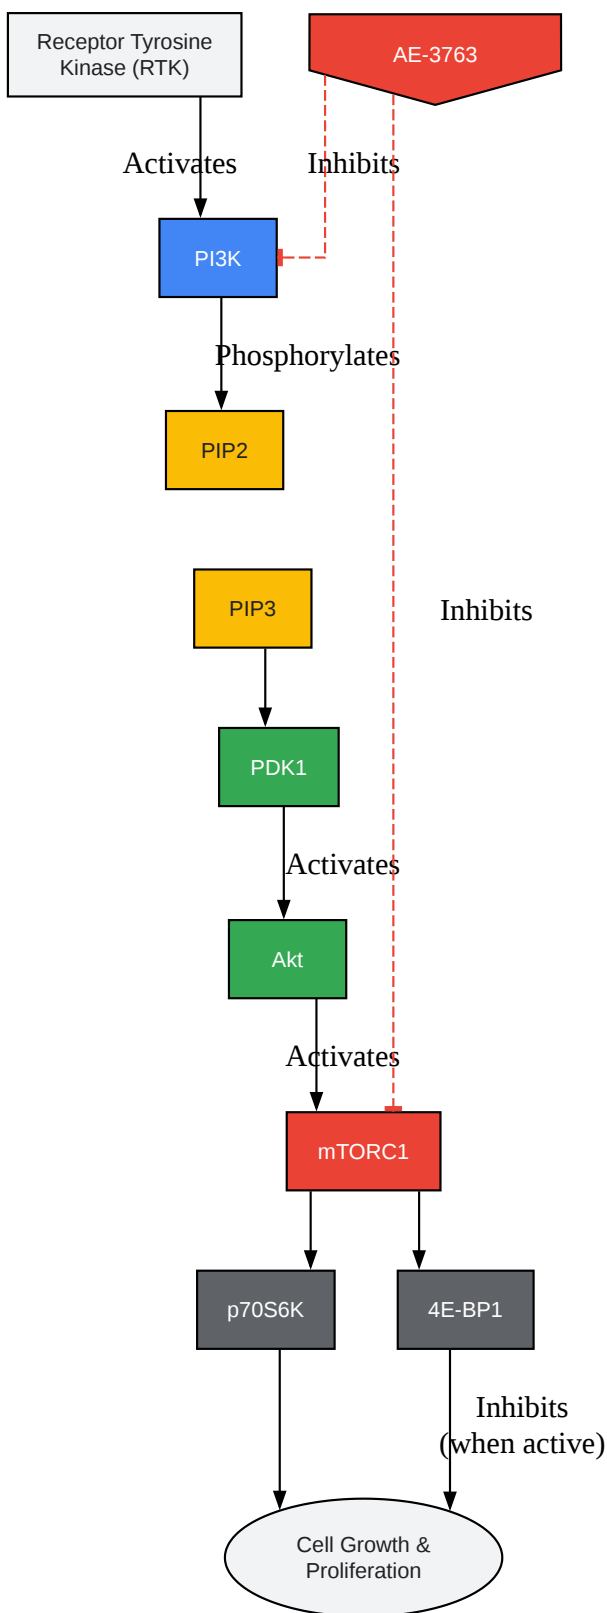 Receptor Tyrosine
Kinase (RTK)
AE-3763
Activates
Inhibits
PI3K
Phosphorylates
PIP2
PIP3
Inhibits
PDK1
Activates
Akt
Activates
mTORC1
p70S6K
4E-BP1
Inhibits
(when active)
Cell Growth &
Proliferation